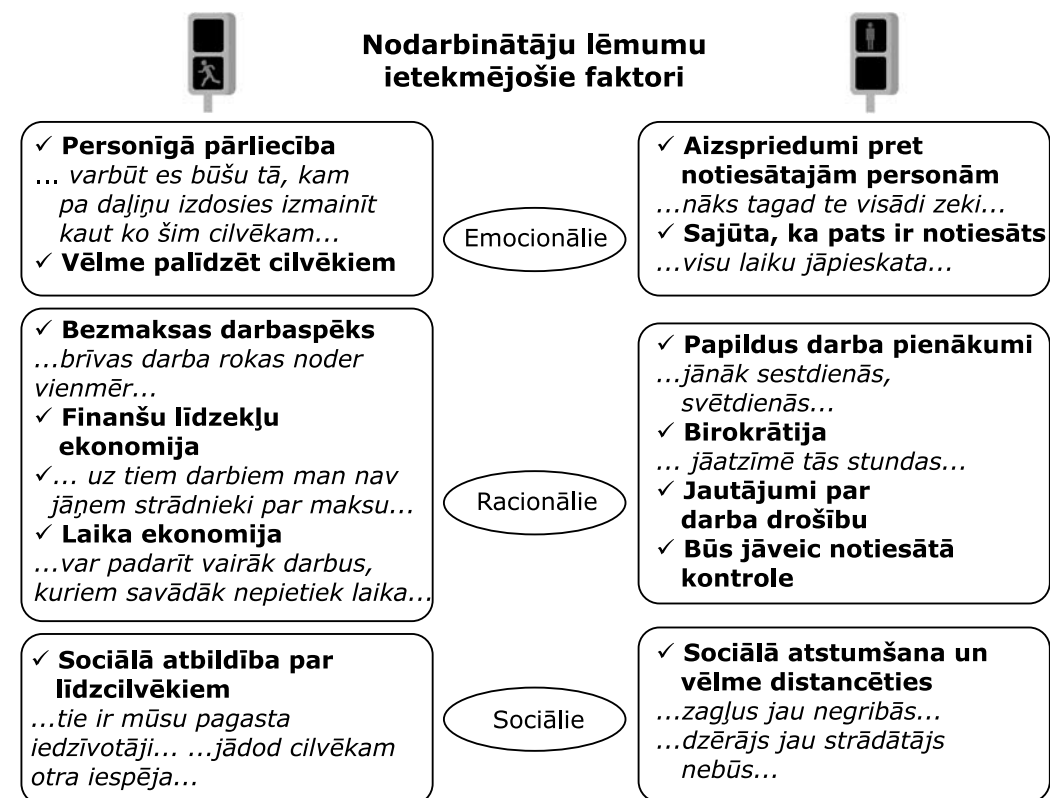 Nodarbinātāju lēmumu
ietekmējošie faktori
✓ Personīgā pārliecība
... varbūt es būšu tā, kam
pa daļiņu izdosies izmainīt
kaut ko šim cilvēkam...
✓ Vēlme palīdzēt cilvēkiem
Emocionālie
✓ Aizspriedumi pret
notiesātajām personām
...nāks tagad te visādi zeki...
✓ Sajūta, ka pats ir notiesāts
...visu laiku jāpieskata...
✓ Bezmaksas darbaspēks
...brīvas darba rokas noder
vienmēr...
✓ Finanšu līdzekļu
ekonomija
✓... uz tiem darbiem man nav
jāņem strādnieki par maksu...
✓ Laika ekonomija
...var padarīt vairāk darbus,
kuriem savādāk nepietiek laika...
Racionālie
✓ Papildus darba pienākumi
...jānāk sestdienās,
svētdienās...
✓ Birokrātija
... jāatzīmē tās stundas...
✓ Jautājumi par
darba drošību
✓ Būs jāveic notiesātā
kontrole
✓ Sociālā atbildība par
līdzcilvēkiem
...tie ir mūsu pagasta
iedzīvotāji... ...jādod cilvēkam
otra iespēja...
Sociālie
✓ Sociālā atstumšana un
vēlme distancēties
...zagļus jau negribās...
...dzērājs jau strādātājs
nebūs...